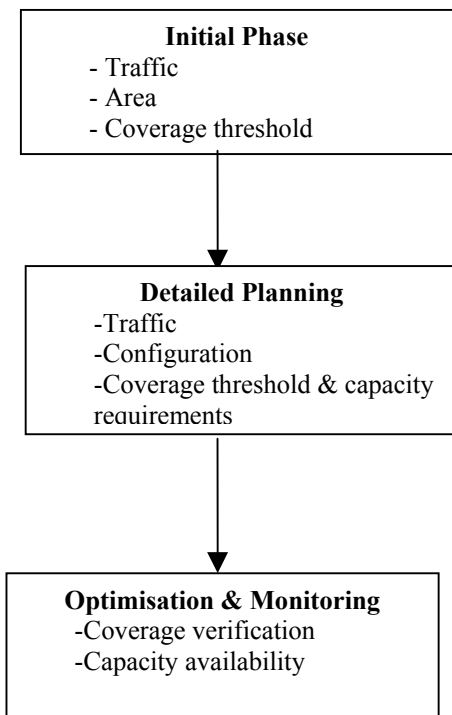 Initial Phase
- Traffic
- Area
- Coverage threshold
Detailed Planning
-Traffic
-Configuration
-Coverage threshold & capacity
requirements
Optimisation & Monitoring
-Coverage verification
-Capacity availability